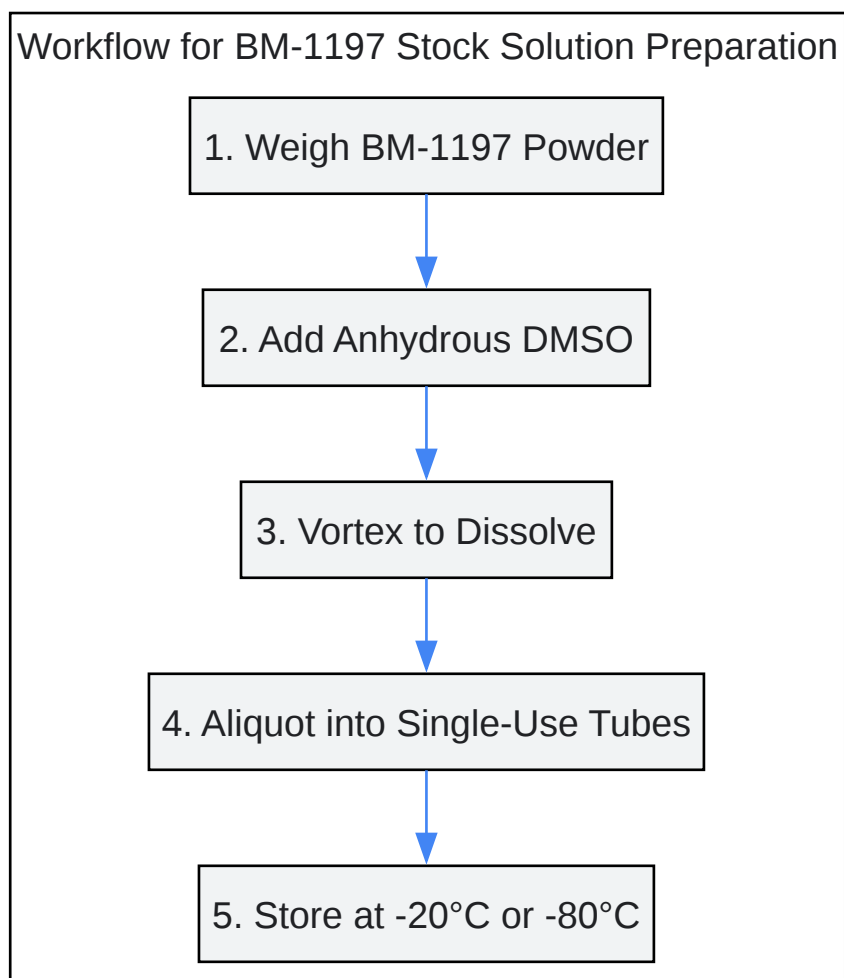 Workflow for BM-1197 Stock Solution Preparation
1. Weigh BM-1197 Powder
2. Add Anhydrous DMSO
3. Vortex to Dissolve
4. Aliquot into Single-Use Tubes
5. Store at -20°C or -80°C